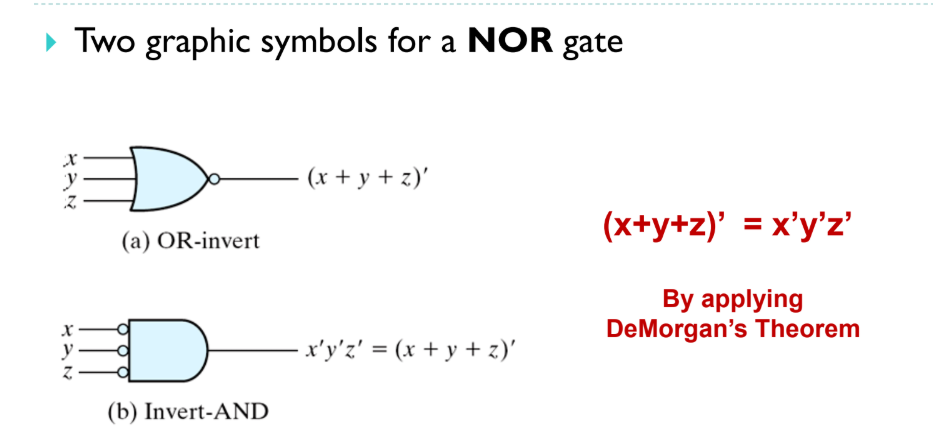 Two graphic symbols for a NOR gate
x
y
z
(x + y + z)′
(a) OR-invert
(x+y+z)’ = x’y’z’
By applying
DeMorgan’s Theorem
x
y
z
x′y′z′ = (x + y + z)′
(b) Invert-AND